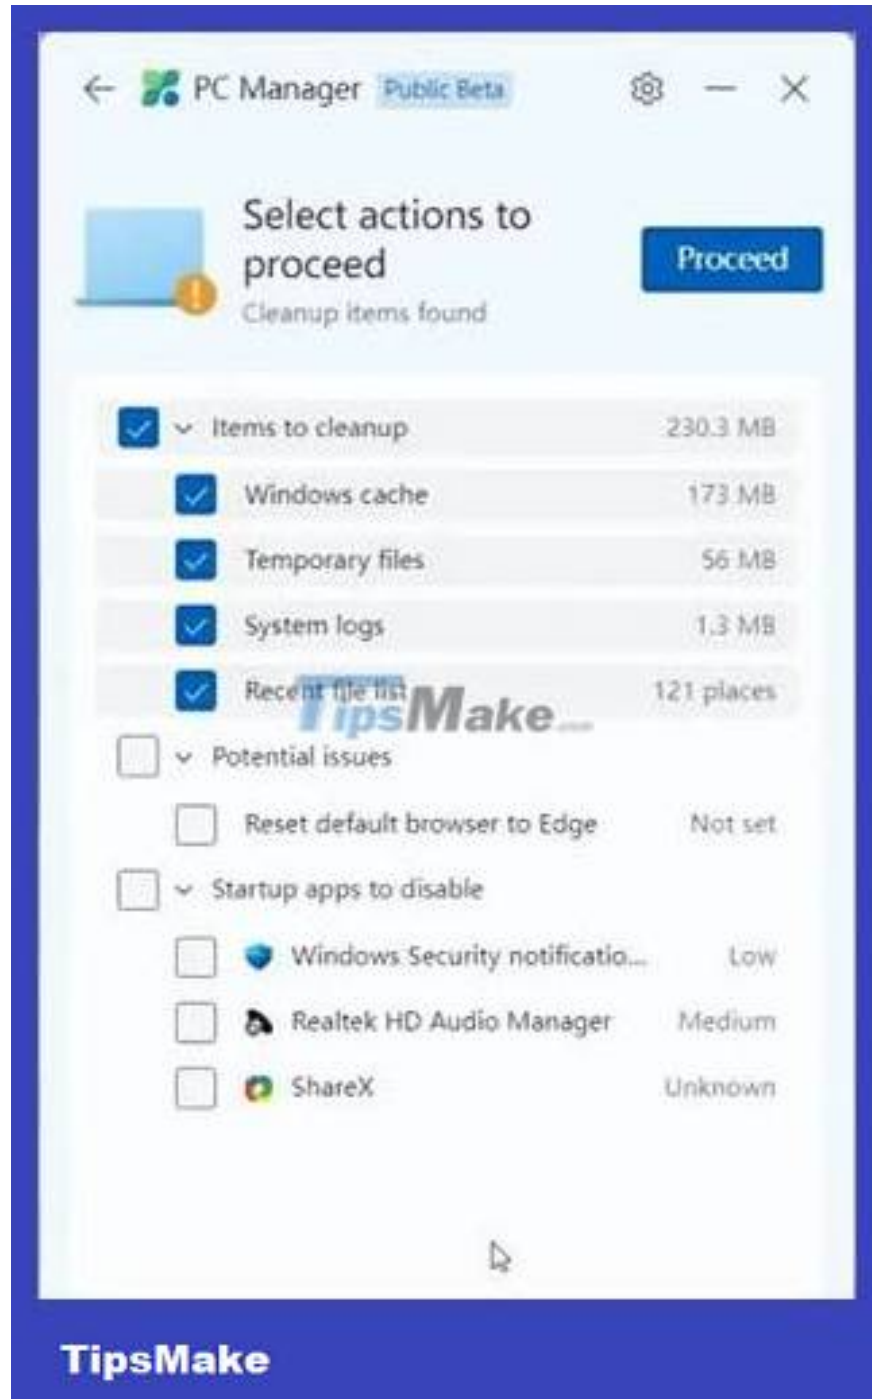 PC Manager Public Beta
Select actions to
proceed
Proceed
Cleanup items found
Items to cleanup 230.3 MB
Windows cache 173 MB
Temporary files 56 MB
System logs 1.3 MB
Recent file list 121 places
TipsMake
Potential issues
Reset default browser to Edge Not set
Startup apps to disable
Windows Security notificatio... Low
Realtek HD Audio Manager Medium
ShareX Unknown
TipsMake